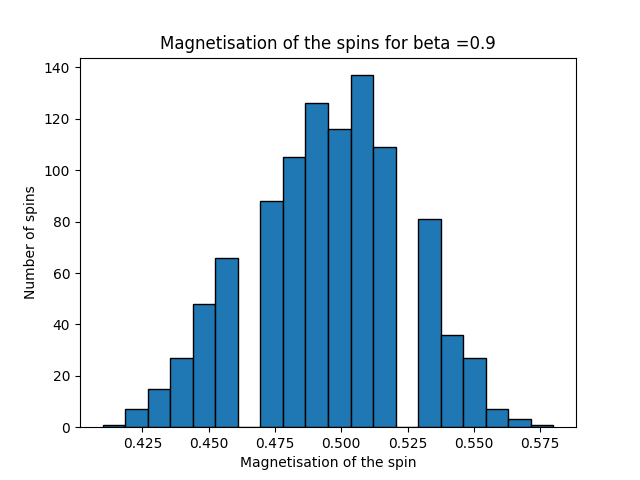 Magnetisation of the spins for beta =0.9
140
120
100
80
60
40
20
0
Number of spins
0.425 0.450 0.475 0.500 0.525 0.550 0.575
Magnetisation of the spin